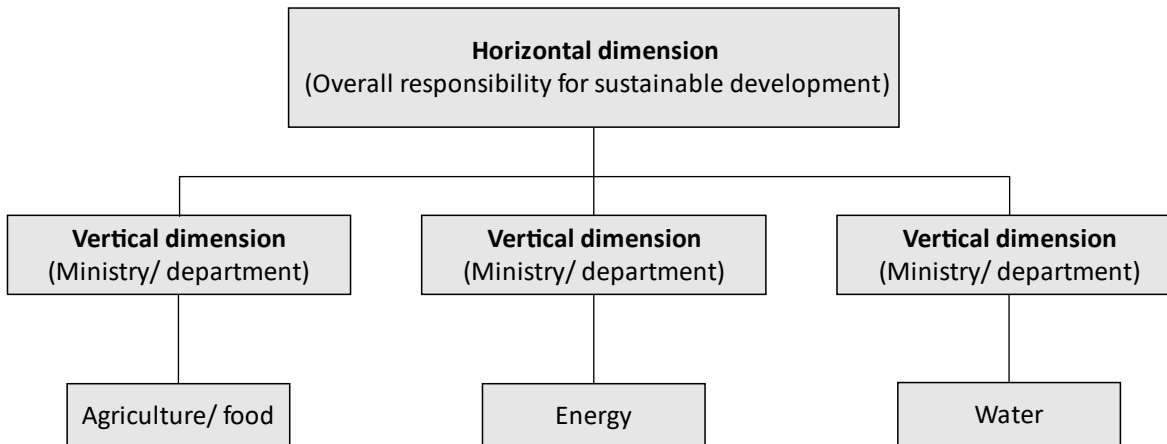 Horizontal dimension
(Overall responsibility for sustainable development)
Vertical dimension
(Ministry/ department)
Vertical dimension
(Ministry/ department)
Vertical dimension
(Ministry/ department)
Agriculture/ food
Energy
Water